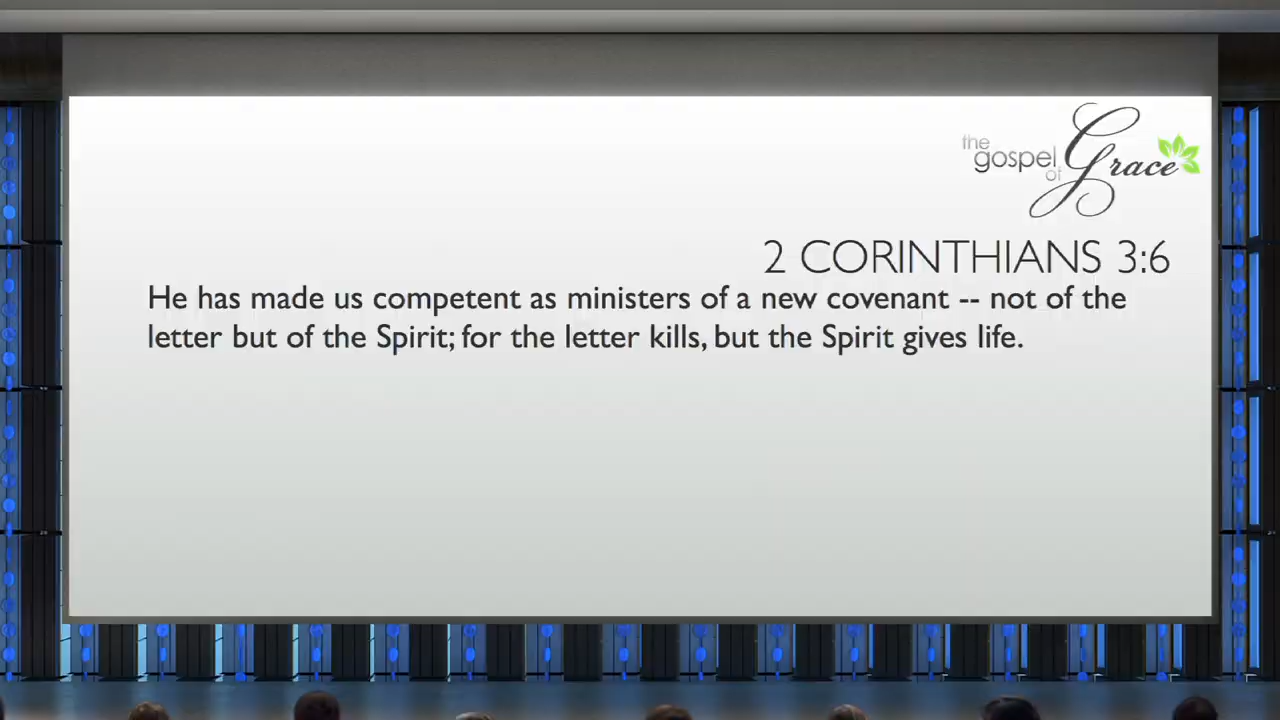 the
gospel
of
Grace
2 CORINTHIANS 3:6
He has made us competent as ministers of a new covenant -- not of the
letter but of the Spirit; for the letter kills, but the Spirit gives life.